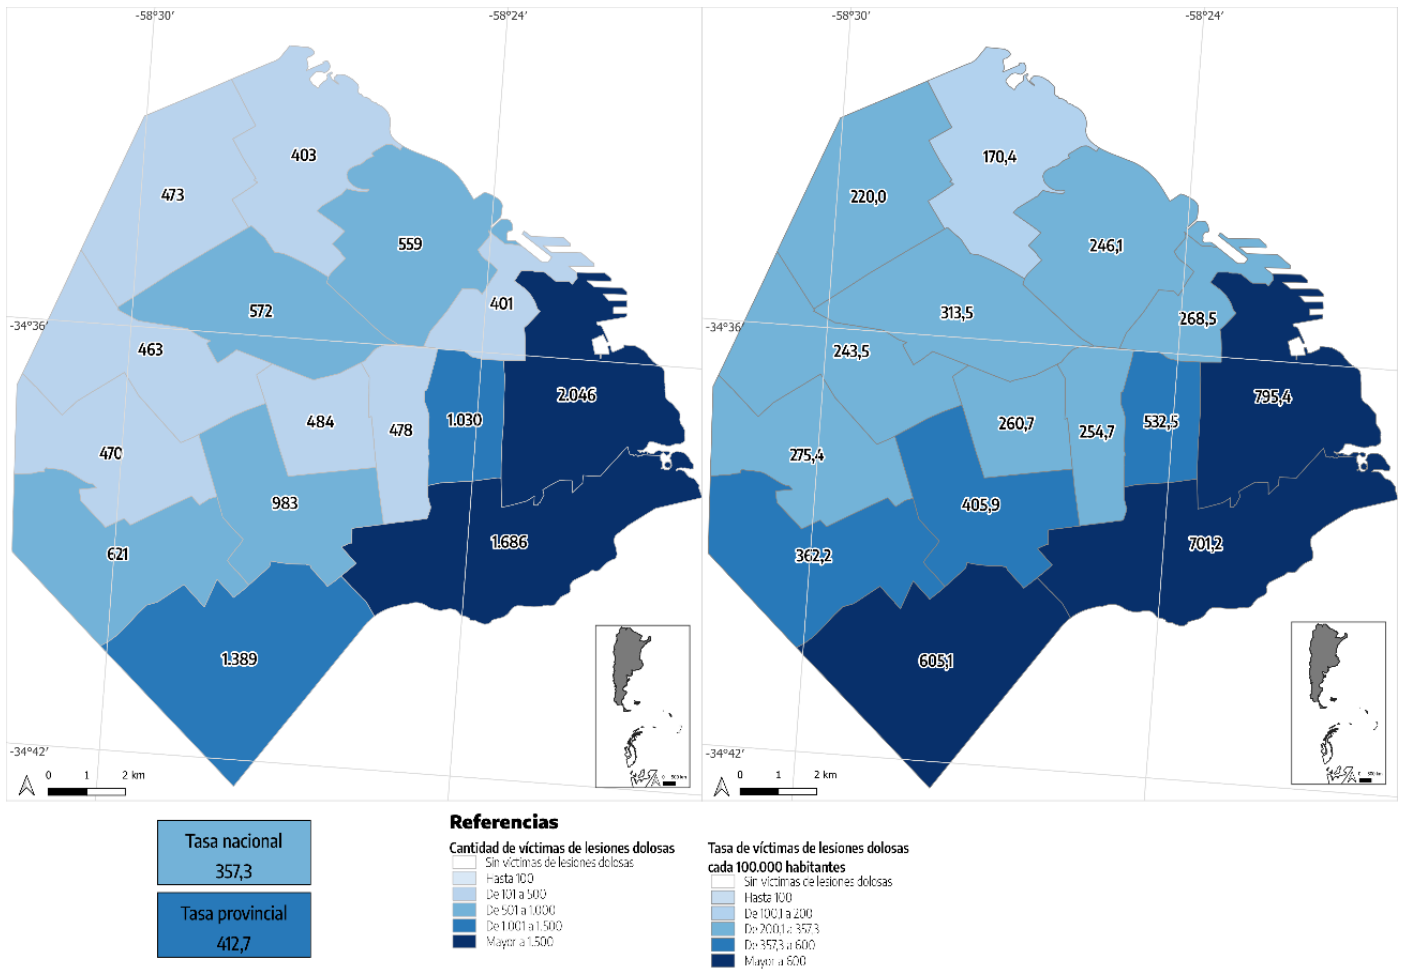 -58°30'
-58°24'
403
473
559
401
572
-34°36'
463
2.046
484
478
1.030
470
983
1.686
621
1.389
-34°42'
0 1 2 km
-58°30'
-58°24'
170,4
220,0
246,1
313,5
268,5
-34°36'
243,5
795,4
260,7
254,7
532,5
275,4
405,9
701,2
362,2
605,1
-34°42'
0 1 2 km
Tasa nacional
357,3
Tasa provincial
412,7
Referencias
Cantidad de víctimas de lesiones dolosas
Sin víctimas de lesiones dolosas
Hasta 100
De 101 a 500
De 501 a 1.000
De 1.001 a 1.500
Mayor a 1.500
Tasa de víctimas de lesiones dolosas
cada 100.000 habitantes
Sin víctimas de lesiones dolosas
Hasta 100
De 100,1 a 200
De 200,1 a 357,3
De 357,3 a 600
Mayor a 600